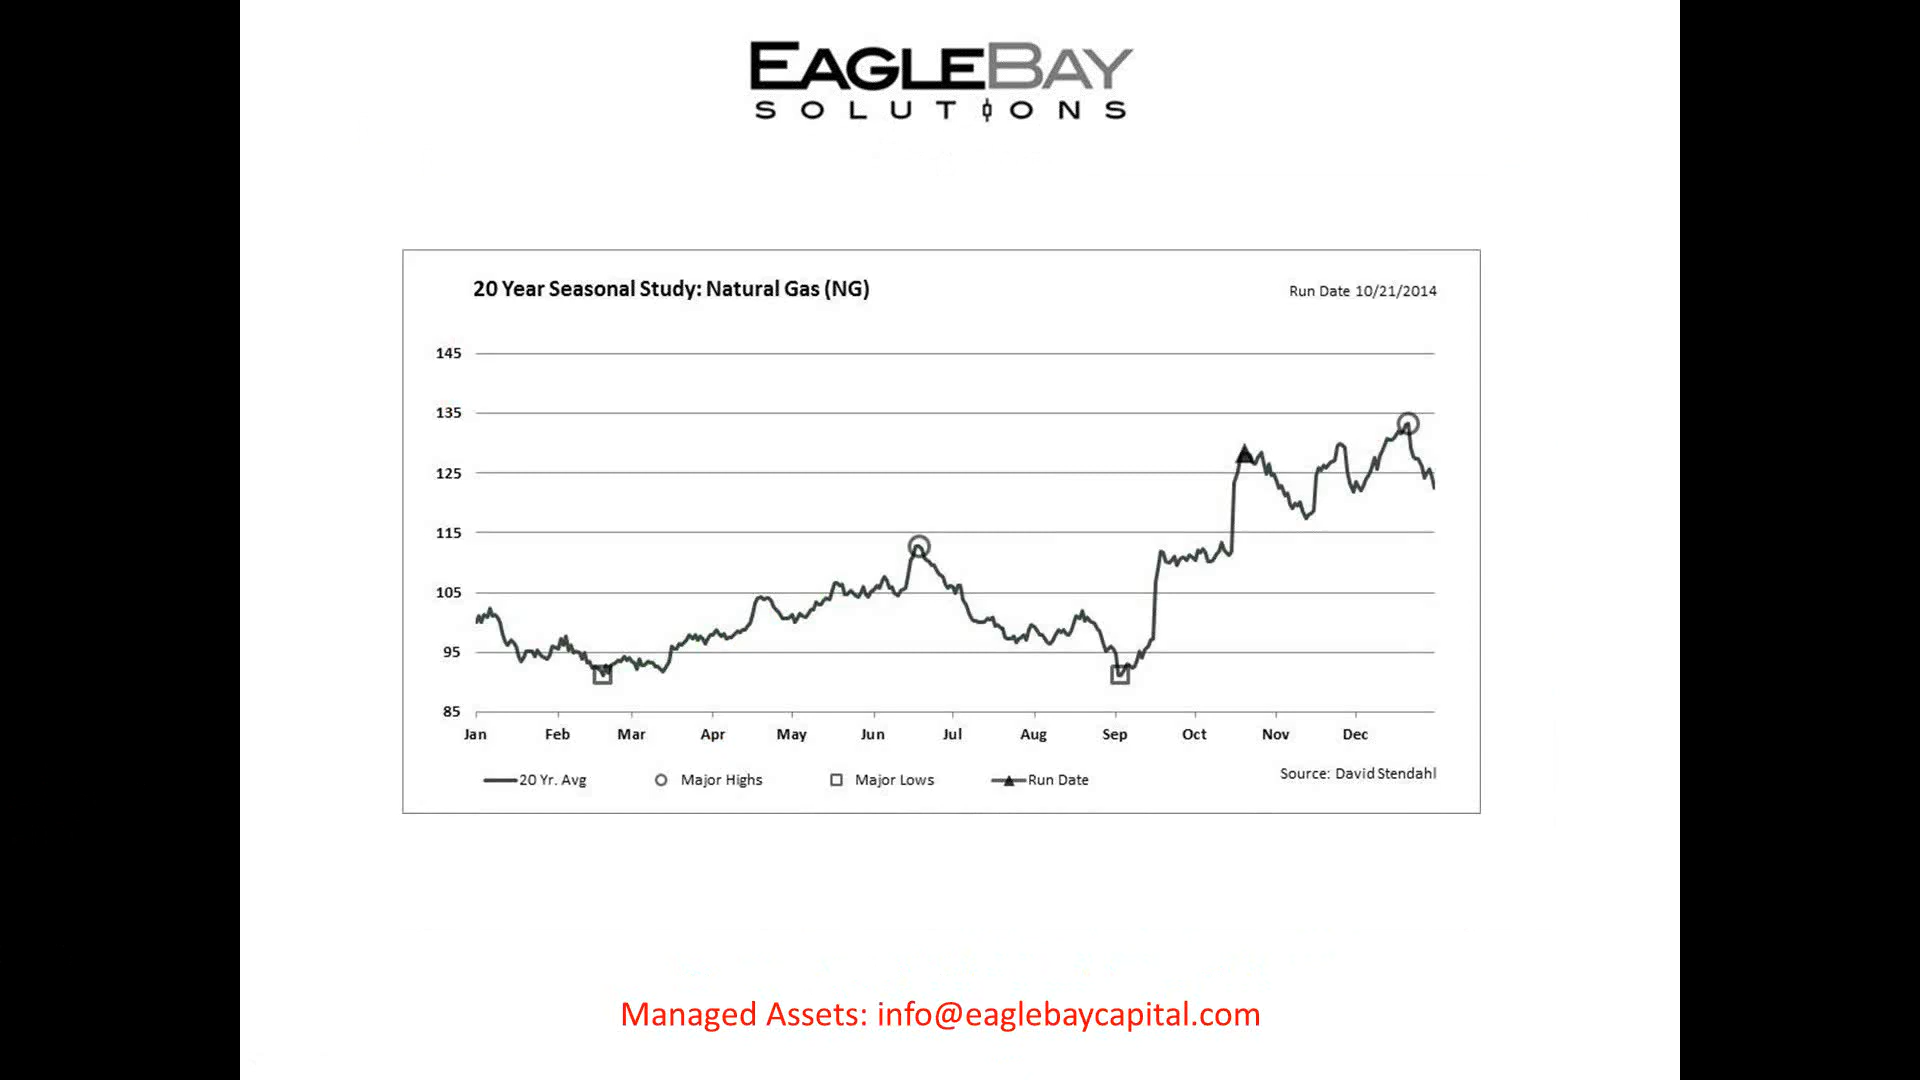 EAGLEBAY
SOLUTIONS
20 Year Seasonal Study: Natural Gas (NG)
Run Date 10/21/2014
145
135
125
115
105
95
85
Jan Feb Mar Apr May Jun Jul Aug Sep Oct Nov Dec
20 Yr. Avg Major Highs Major Lows Run Date
Source: David Stendahl
Managed Assets: info@eaglebaycapital.com